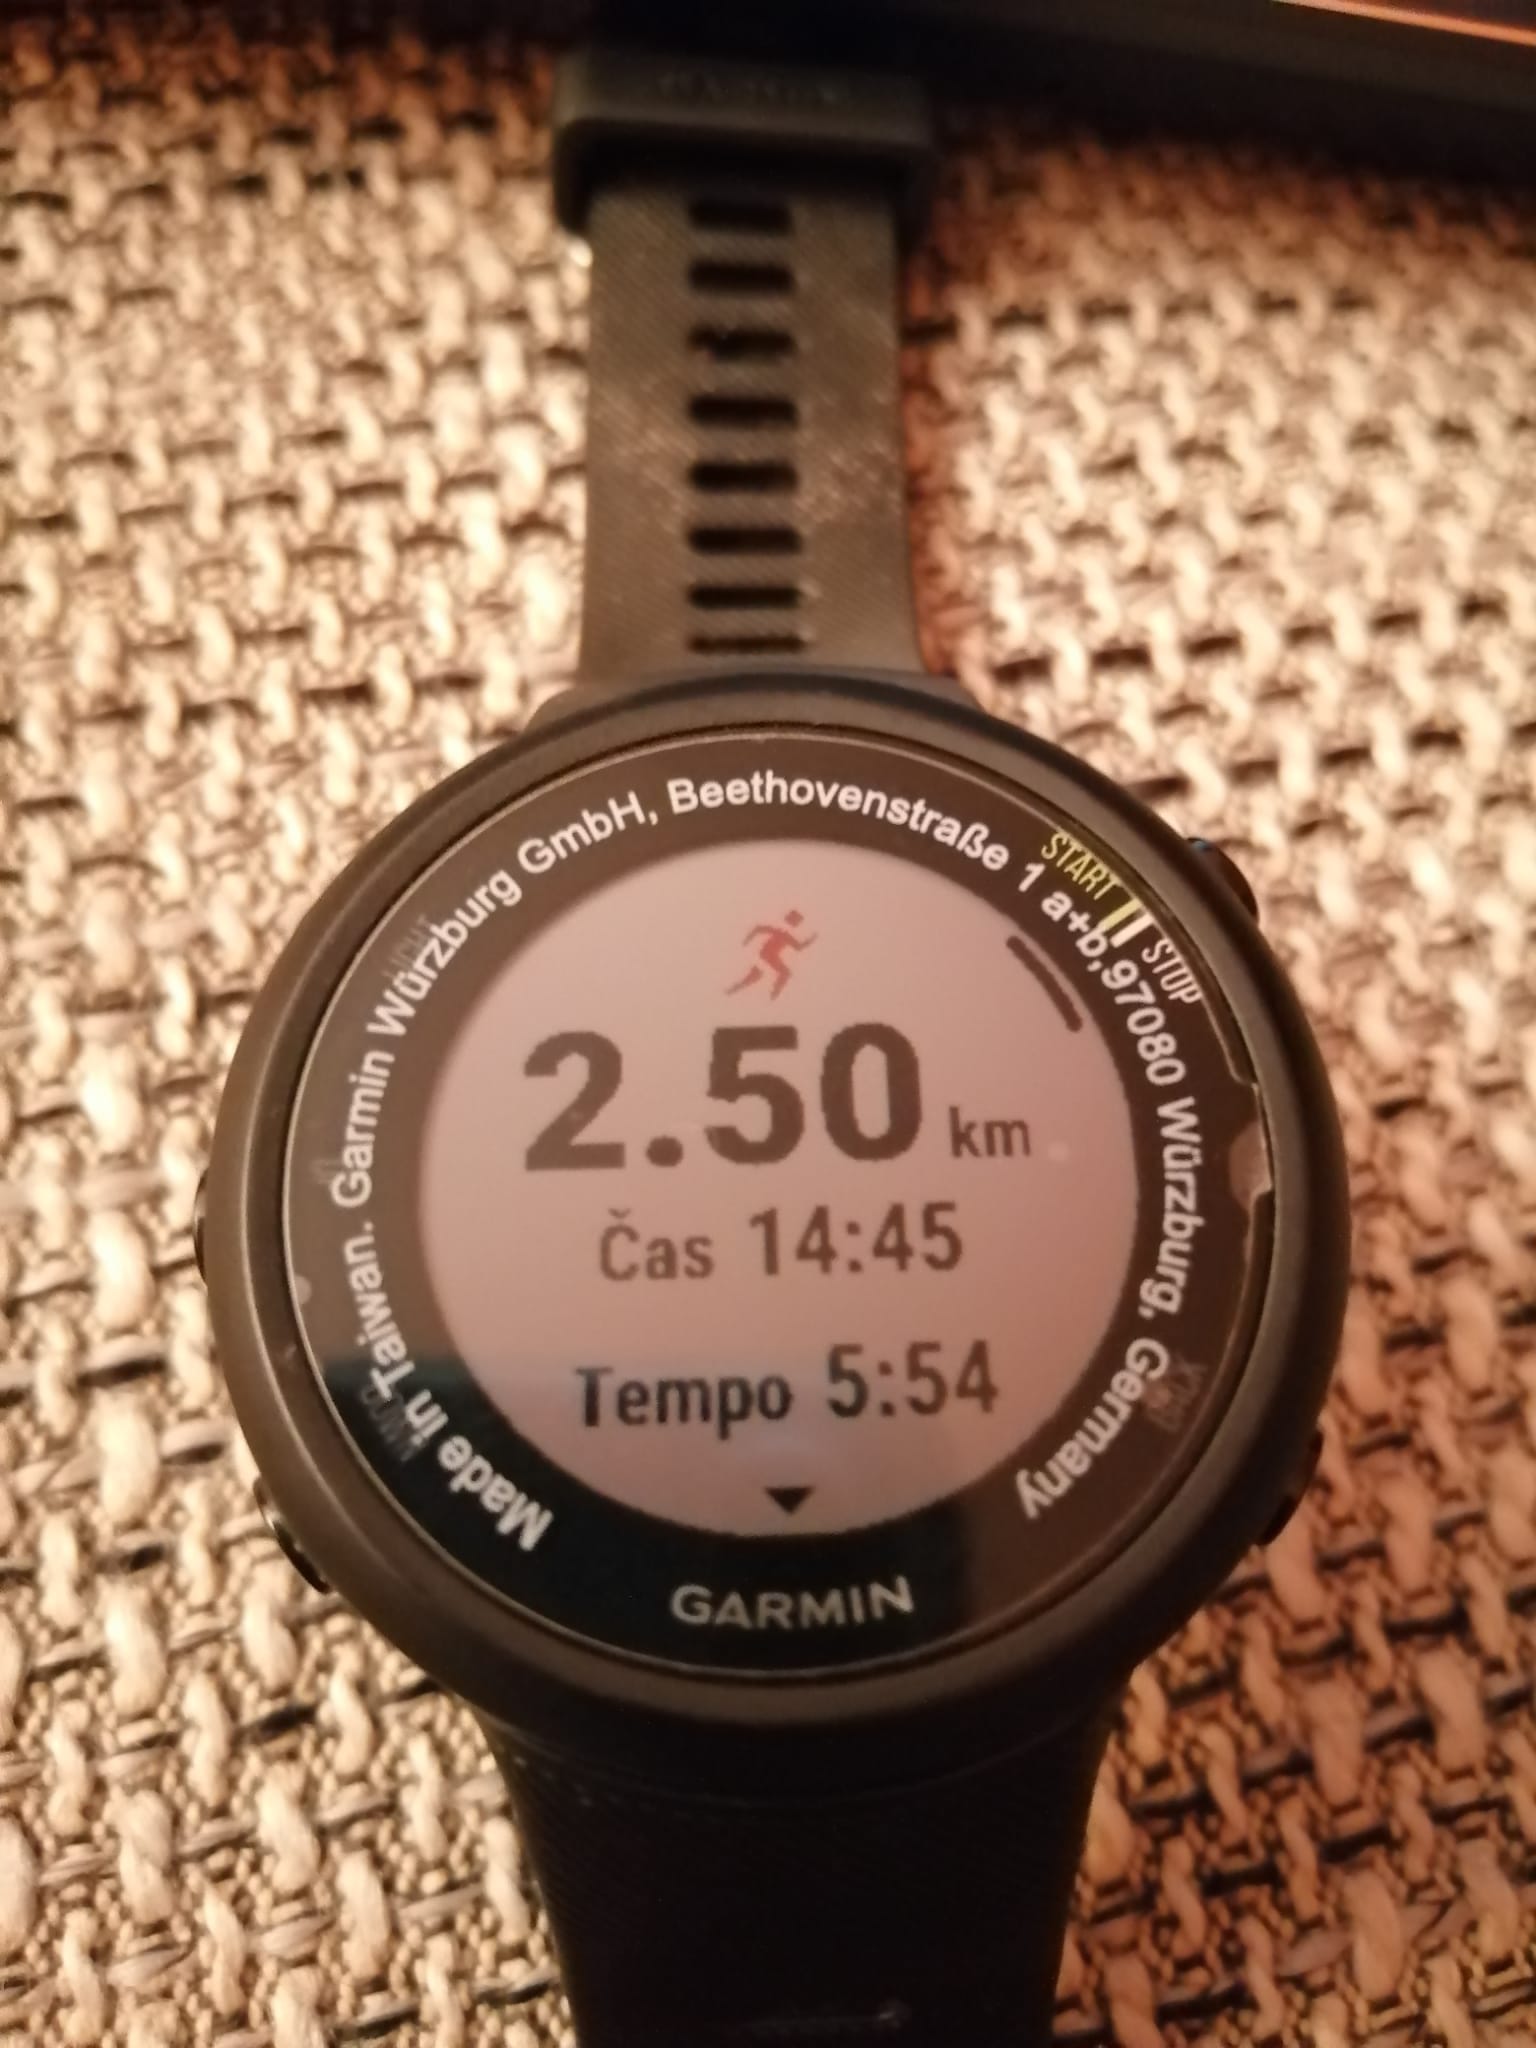 Made in Taiwan. Garmin Würzburg GmbH, Beethovenstraße 1 a+b,97080 Würzburg, Germany
START
STOP
2.50 km
Čas 14:45
Tempo 5:54
GARMIN